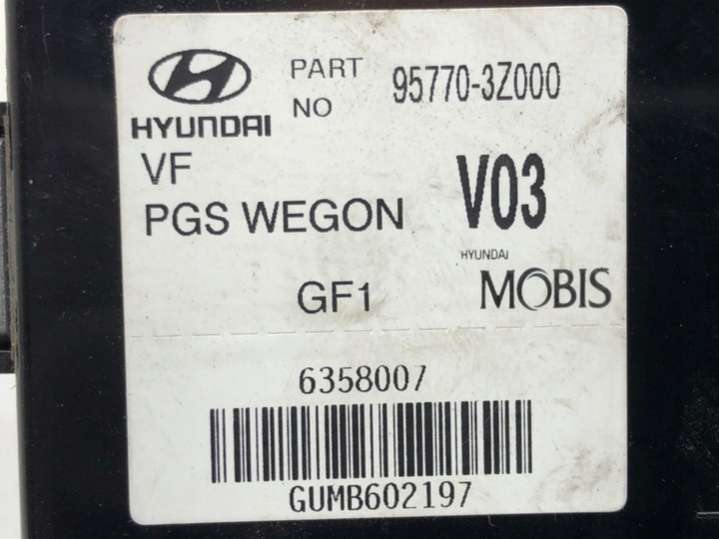 HYUNDAI
PART NO
95770-3Z000
VF
PGS WEGON
V03
GF1
HYUNDAI
MOBIS
6358007
GUMB602197